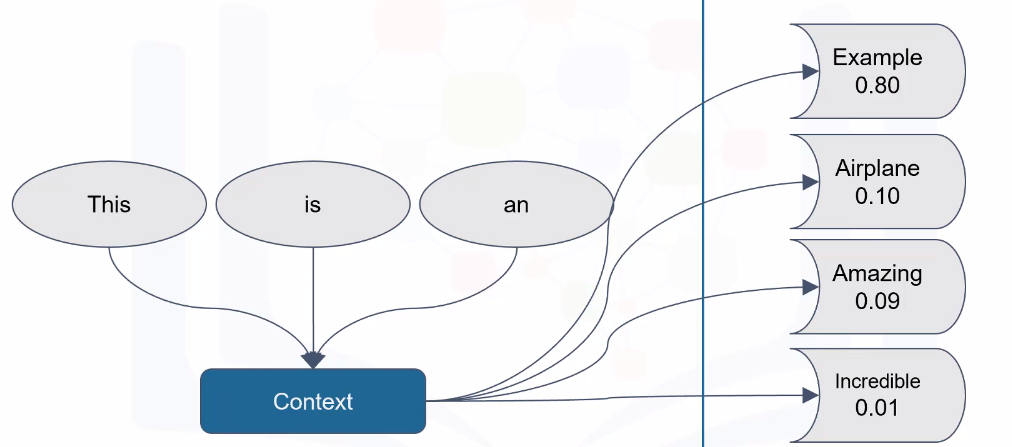 This
is
an
Context
Example
0.80
Airplane
0.10
Amazing
0.09
Incredible
0.01